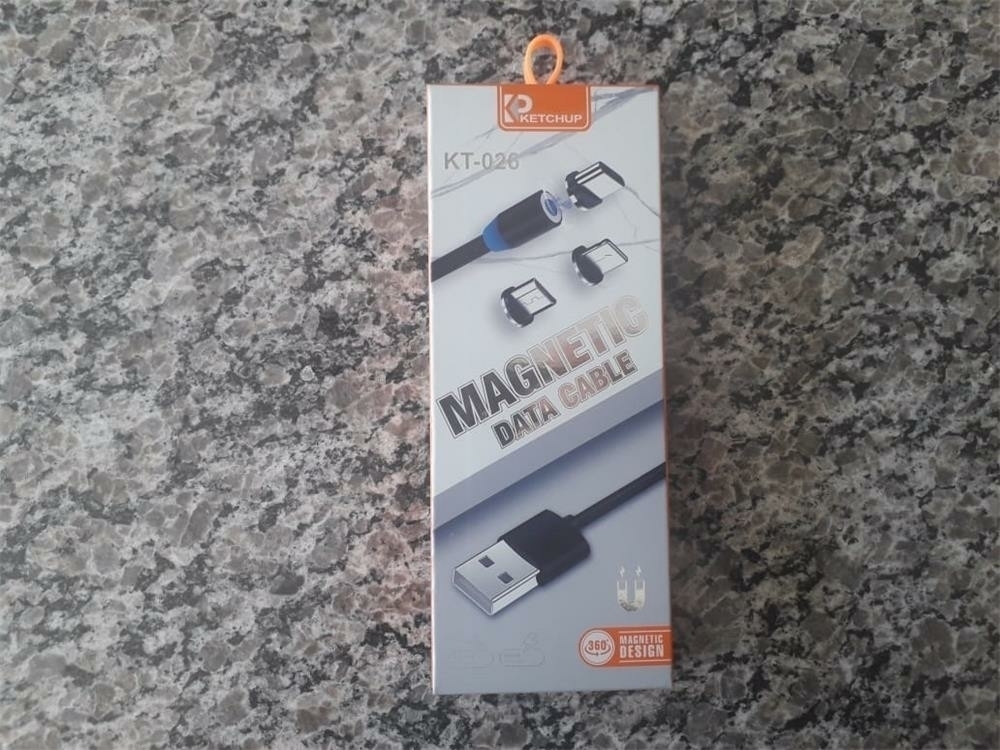 KETCHUP
KT-026
MAGNETIC
DATA CABLE
360°
MAGNETIC
DESIGN